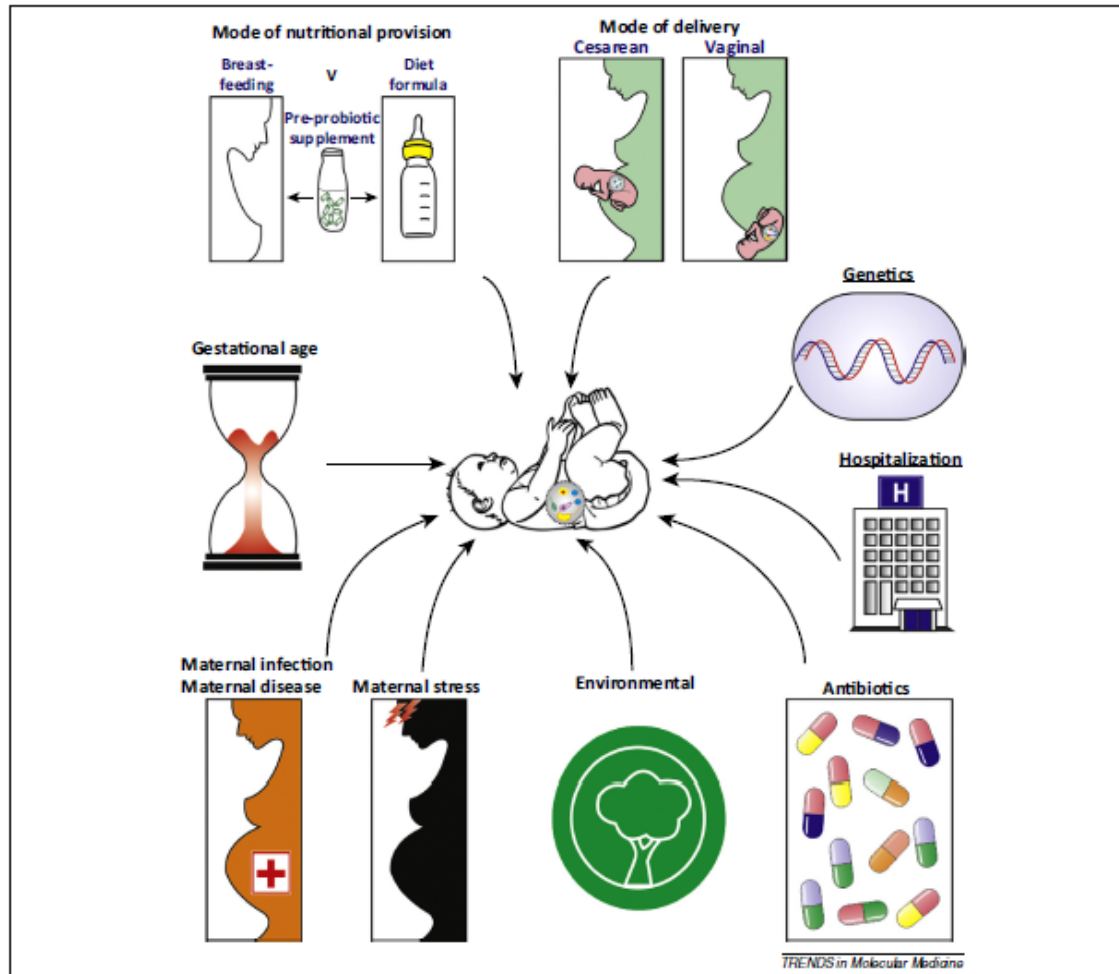 Mode of nutritional provision
Breast-
feeding
V
Diet
formula
Pre-probiotic
supplement
Mode of delivery
Cesarean
Vaginal
Genetics
Gestational age
Hospitalization
H
Maternal infection
Maternal disease
Maternal stress
Environmental
Antibiotics
TRENDS in Molecular Medicine